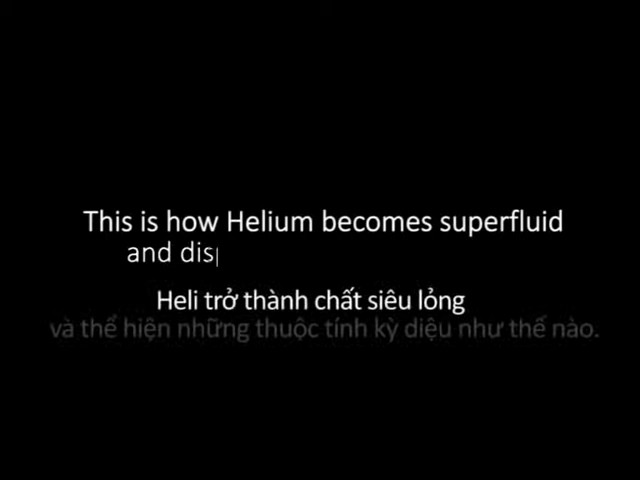 This is how Helium becomes superfluid
and disp
Heli trở thành chất siêu lỏng
và thể hiện những thuộc tính kỳ diệu như thế nào.